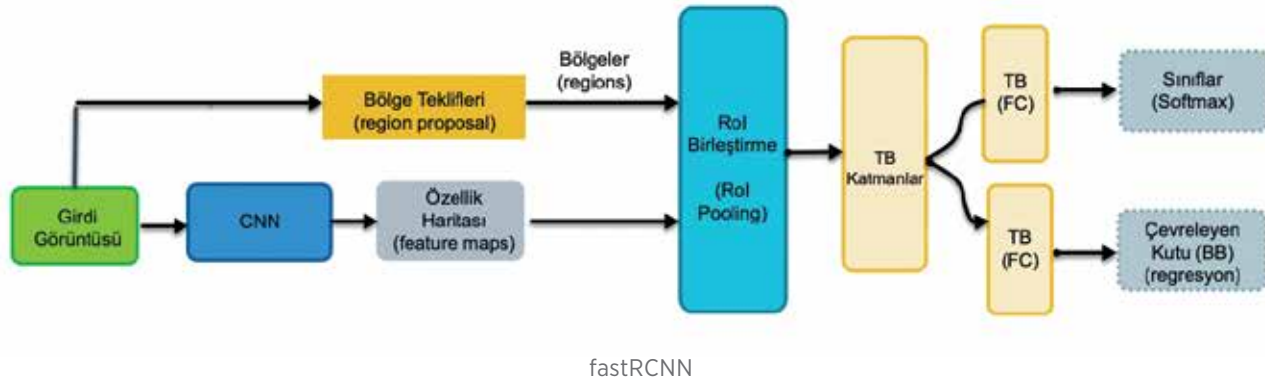 Bölgeler
(regions)
Bölge Teklifleri
(region proposal)
Girdi
Görüntüsü
CNN
Özellik
Haritası
(feature maps)
RoI
Birleştirme
(RoI
Pooling)
TB
Katmanlar
TB
(FC)
Sınıflar
(Softmax)
TB
(FC)
Çevreleyen
Kutu (BB)
(regresyon)
fastRCNN